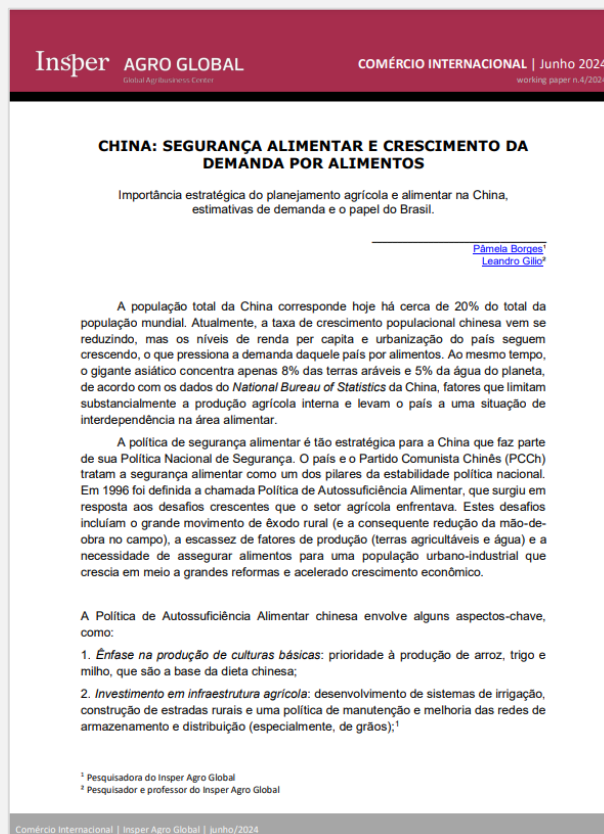 Insper AGRO GLOBAL
Global Agribusiness Center
COMÉRCIO INTERNACIONAL | Junho 2024
working paper n.4/2024
CHINA: SEGURANÇA ALIMENTAR E CRESCIMENTO DA
DEMANDA POR ALIMENTOS
Importância estratégica do planejamento agrícola e alimentar na China,
estimativas de demanda e o papel do Brasil.
Pâmela Borges¹
Leandro Gilio²
A população total da China corresponde hoje há cerca de 20% do total da
população mundial. Atualmente, a taxa de crescimento populacional chinesa vem se
reduzindo, mas os níveis de renda per capita e urbanização do país seguem
crescendo, o que pressiona a demanda daquele país por alimentos. Ao mesmo tempo,
o gigante asiático concentra apenas 8% das terras aráveis e 5% da água do planeta,
de acordo com os dados do National Bureau of Statistics da China, fatores que limitam
substancialmente a produção agrícola interna e levam o país a uma situação de
interdependência na área alimentar.
A política de segurança alimentar é tão estratégica para a China que faz parte
de sua Política Nacional de Segurança. O país e o Partido Comunista Chinês (PCCh)
tratam a segurança alimentar como um dos pilares da estabilidade política nacional.
Em 1996 foi definida a chamada Política de Autossuficiência Alimentar, que surgiu em
resposta aos desafios crescentes que o setor agrícola enfrentava. Estes desafios
incluíam o grande movimento de êxodo rural (e a consequente redução da mão-de-
obra no campo), a escassez de fatores de produção (terras agricultáveis e água) e a
necessidade de assegurar alimentos para uma população urbano-industrial que
crescia em meio a grandes reformas e acelerado crescimento econômico.
A Política de Autossuficiência Alimentar chinesa envolve alguns aspectos-chave,
como:
1. Ênfase na produção de culturas básicas: prioridade à produção de arroz, trigo e
milho, que são a base da dieta chinesa;
2. Investimento em infraestrutura agrícola: desenvolvimento de sistemas de irrigação,
construção de estradas rurais e uma política de manutenção e melhoria das redes de
armazenamento e distribuição (especialmente, de grãos);¹
¹ Pesquisadora do Insper Agro Global
² Pesquisador e professor do Insper Agro Global
Comércio Internacional | Insper Agro Global | junho/2024